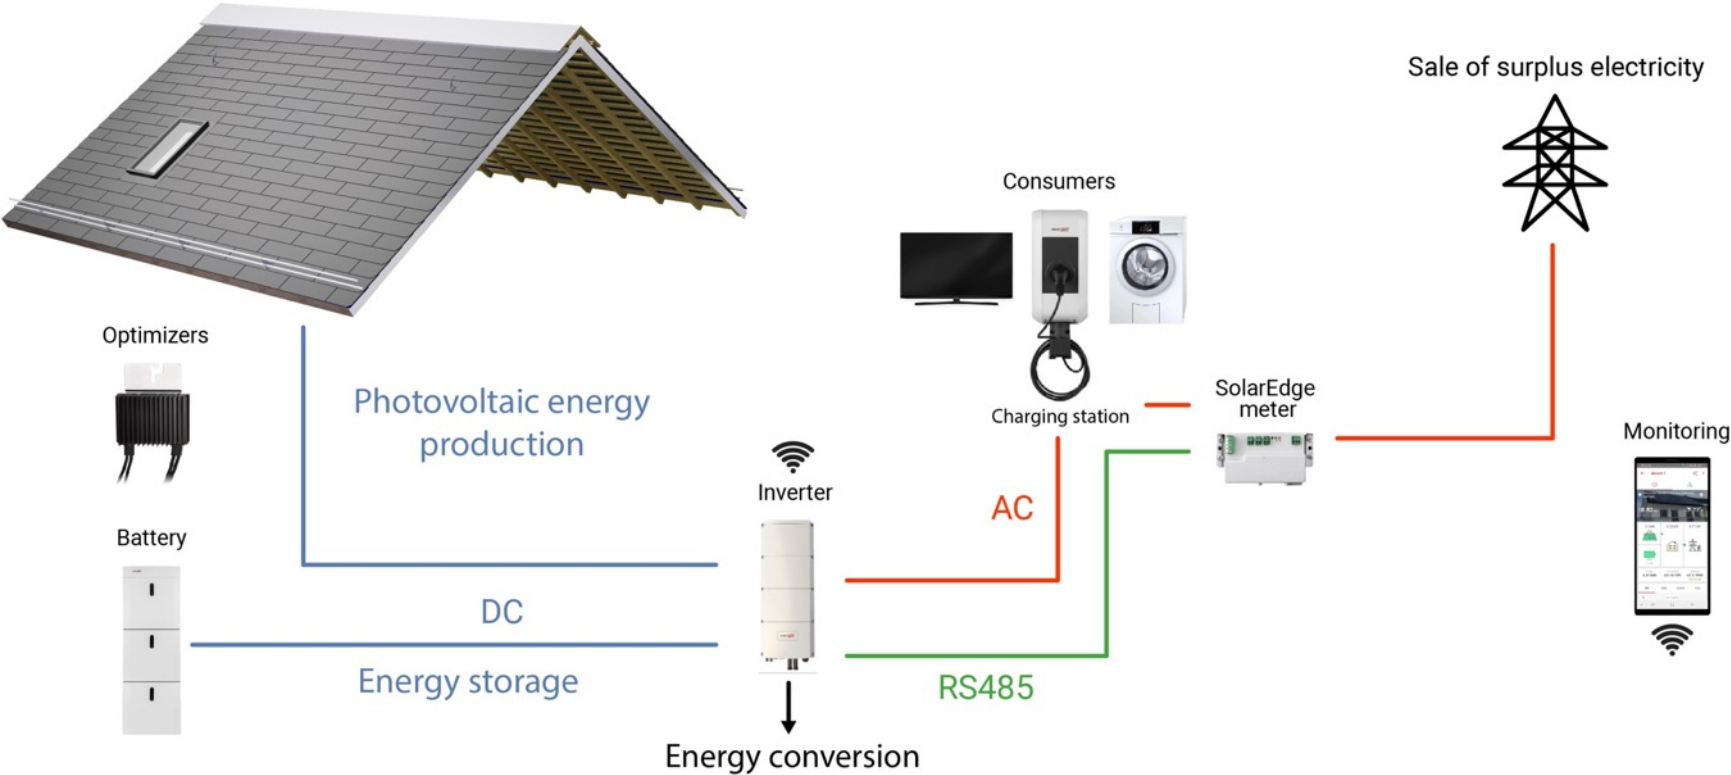 Sale of surplus electricity
Consumers
Optimizers
Photovoltaic energy
production
Charging station
SolarEdge
meter
Monitoring
Inverter
AC
Battery
DC
Energy storage
RS485
Energy conversion